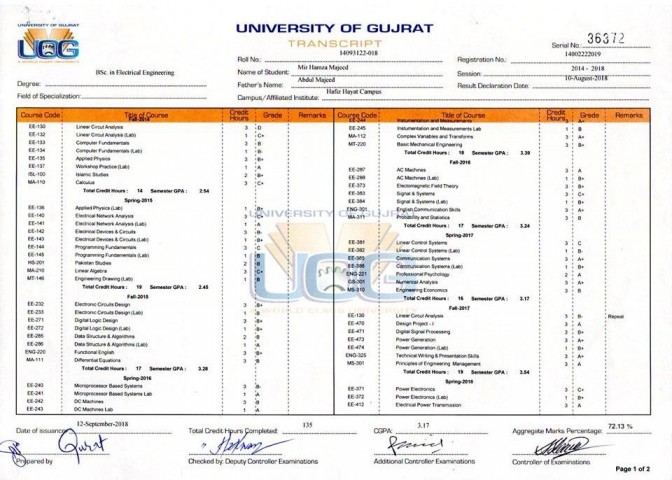 UNIVERSITY OF GUJRAT
UOG
A WORLD CLASS UNIVERSITY
UNIVERSITY OF GUJRAT
TRANSCRIPT
Serial No.: 36372
Roll No.: 14093122-018
Registration No.: 14002222019
Name of Student: Mir Hamza Majeed
Session: 2014 - 2018
Degree: BSc. in Electrical Engineering
Father's Name: Abdul Majeed
Result Declaration Date: 10-August-2018
Field of Specialization:
Campus/Affiliated Institute: Hafiz Hayat Campus
Course Code Title of Course Credit Hours Grade Remarks
Fall-2014
EE-130 Linear Circuit Analysis 3 D
EE-132 Linear Circuit Analysis (Lab) 1 C+
EE-133 Computer Fundamentals 3 B
EE-134 Computer Fundamentals (Lab) 1 B-
EE-135 Applied Physics 3 B+
EE-137 Workshop Practice (Lab) 1 A
ISL-100 Islamic Studies 2 B+
MA-110 Calculus 3 C+
Total Credit Hours : 14 Semester GPA : 2.54
Spring-2015
EE-136 Applied Physics (Lab) 1 B+
EE-140 Electrical Network Analysis 3 C+
EE-141 Electrical Network Analysis (Lab) 1 A
EE-142 Electrical Devices & Circuits 3 B-
EE-143 Electrical Devices & Circuits (Lab) 1 B+
EE-144 Programming Fundamentals 3 C
EE-145 Programming Fundamentals (Lab) 1 B
HS-201 Pakistan Studies 2 B
MA-210 Linear Algebra 3 C+
MT-146 Engineering Drawing (Lab) 1 B
Total Credit Hours : 19 Semester GPA : 2.45
Fall-2015
EE-232 Electronic Circuits Design 3 B+
EE-233 Electronic Circuits Design (Lab) 1 B
EE-271 Digital Logic Design 3 B+
EE-272 Digital Logic Design (Lab) 1 B+
EE-285 Data Structure & Algorithms 2 B
EE-286 Data Structure & Algorithms (Lab) 1 A
ENG-220 Functional English 3 B+
MA-111 Differential Equations 3 B
Total Credit Hours : 17 Semester GPA : 3.28
Spring-2016
EE-240 Microprocessor Based Systems 3 B-
EE-241 Microprocessor Based Systems Lab 1 A
EE-242 DC Machines 3 B
EE-243 DC Machines Lab 1 A
Course Code Title of Course Credit Hours Grade Remarks
EE-244 Instrumentation and Measurements 3 A+
EE-245 Instrumentation and Measurements Lab 1 B
MA-112 Complex Variables and Transforms 3 A+
MT-220 Basic Mechanical Engineering 3 B+
Total Credit Hours : 18 Semester GPA : 3.39
Fall-2016
EE-287 AC Machines 3 A
EE-288 AC Machines (Lab) 1 B+
EE-373 Electomagnetic Field Theory 3 B+
EE-383 Signal & Systems 3 C+
EE-384 Signal & Systems (Lab) 1 B+
ENG-301 English Communication Skills 3 A+
MA-311 Probability and Statistics 3 B
Total Credit Hours : 17 Semester GPA : 3.24
Spring-2017
EE-381 Linear Control Systems 3 C
EE-382 Linear Control Systems (Lab) 1 B-
EE-385 Communication Systems 3 A+
EE-386 Communication Systems (Lab) 1 B+
ENG-221 Professional Psychology 2 A
GS-301 Numerical Analysis 3 A+
MS-310 Engineering Economics 3 B
Total Credit Hours : 16 Semester GPA : 3.17
Fall-2017
EE-130 Linear Circuit Analysis 3 B- Repeat
EE-470 Design Project - I 3 A
EE-471 Digital Signal Processing 3 B+
EE-473 Power Generation 3 A+
EE-474 Power Generation (Lab) 1 B+
ENG-325 Technical Writing & Presentation Skills 3 A+
MS-301 Principles of Engineering Management 3 A
Total Credit Hours : 19 Semester GPA : 3.54
Spring-2018
EE-371 Power Electronics 3 C+
EE-372 Power Electronics (Lab) 1 B+
EE-412 Electrical Power Transmission 3 A
UNIVERSITY OF GUJRAT
UOG
A WORLD CLASS UNIVERSITY
Date of issuance: 12-September-2018
Total Credit Hours Completed: 135
CGPA: 3.17
Aggregate Marks Percentage: 72.13 %
Prepared by
Checked by: Deputy Controller Examinations
Additional Controller Examinations
Controller of Examinations
Page 1 of 2